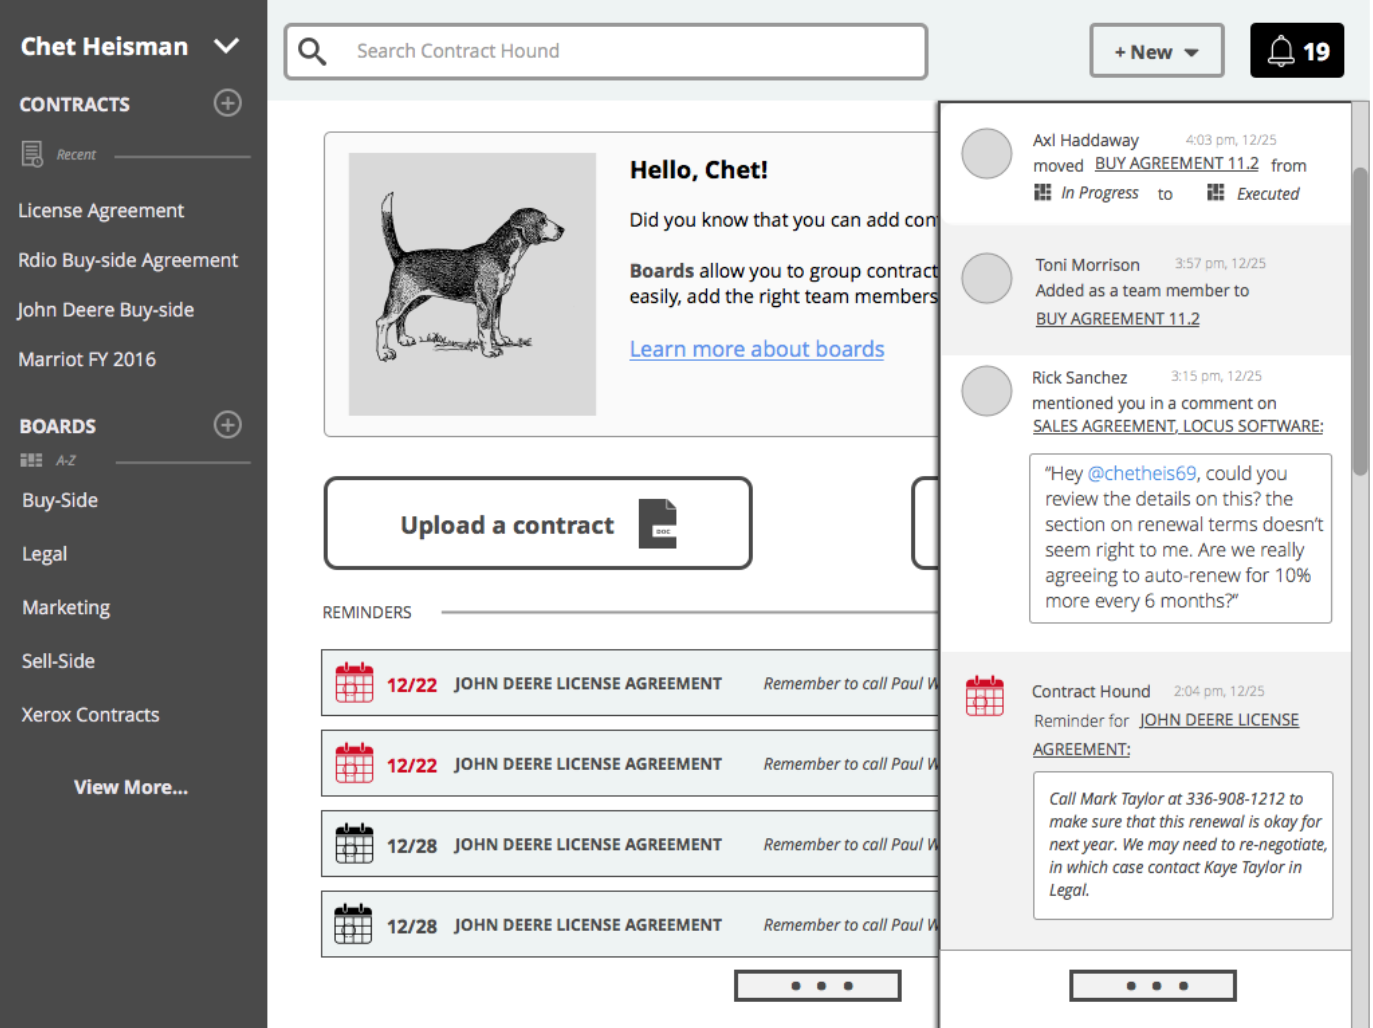 Chet Heisman
CONTRACTS
Recent
License Agreement
Rdio Buy-side Agreement
John Deere Buy-side
Marriot FY 2016
BOARDS
A-Z
Buy-Side
Legal
Marketing
Sell-Side
Xerox Contracts
View More...
Search Contract Hound
+ New
19
Hello, Chet!
Did you know that you can add
Boards allow you to group contract
easily, add the right team members
Learn more about boards
Upload a contract
DOC
REMINDERS
12/22 JOHN DEERE LICENSE AGREEMENT Remember to call Paul
12/22 JOHN DEERE LICENSE AGREEMENT Remember to call Paul
12/28 JOHN DEERE LICENSE AGREEMENT Remember to call Paul
12/28 JOHN DEERE LICENSE AGREEMENT Remember to call Paul
Axl Haddaway 4:03 pm, 12/25
moved BUY AGREEMENT 11.2 from
In Progress to Executed
Toni Morrison 3:57 pm, 12/25
Added as a team member to
BUY AGREEMENT 11.2
Rick Sanchez 3:15 pm, 12/25
mentioned you in a comment on
SALES AGREEMENT, LOCUS SOFTWARE:
“Hey @chetheis69, could you
review the details on this? the
section on renewal terms doesn’t
seem right to me. Are we really
agreeing to auto-renew for 10%
more every 6 months?”
Contract Hound 2:04 pm, 12/25
Reminder for JOHN DEERE LICENSE
AGREEMENT:
Call Mark Taylor at 336-908-1212 to
make sure that this renewal is okay for
next year. We may need to re-negotiate,
in which case contact Kaye Taylor in
Legal.